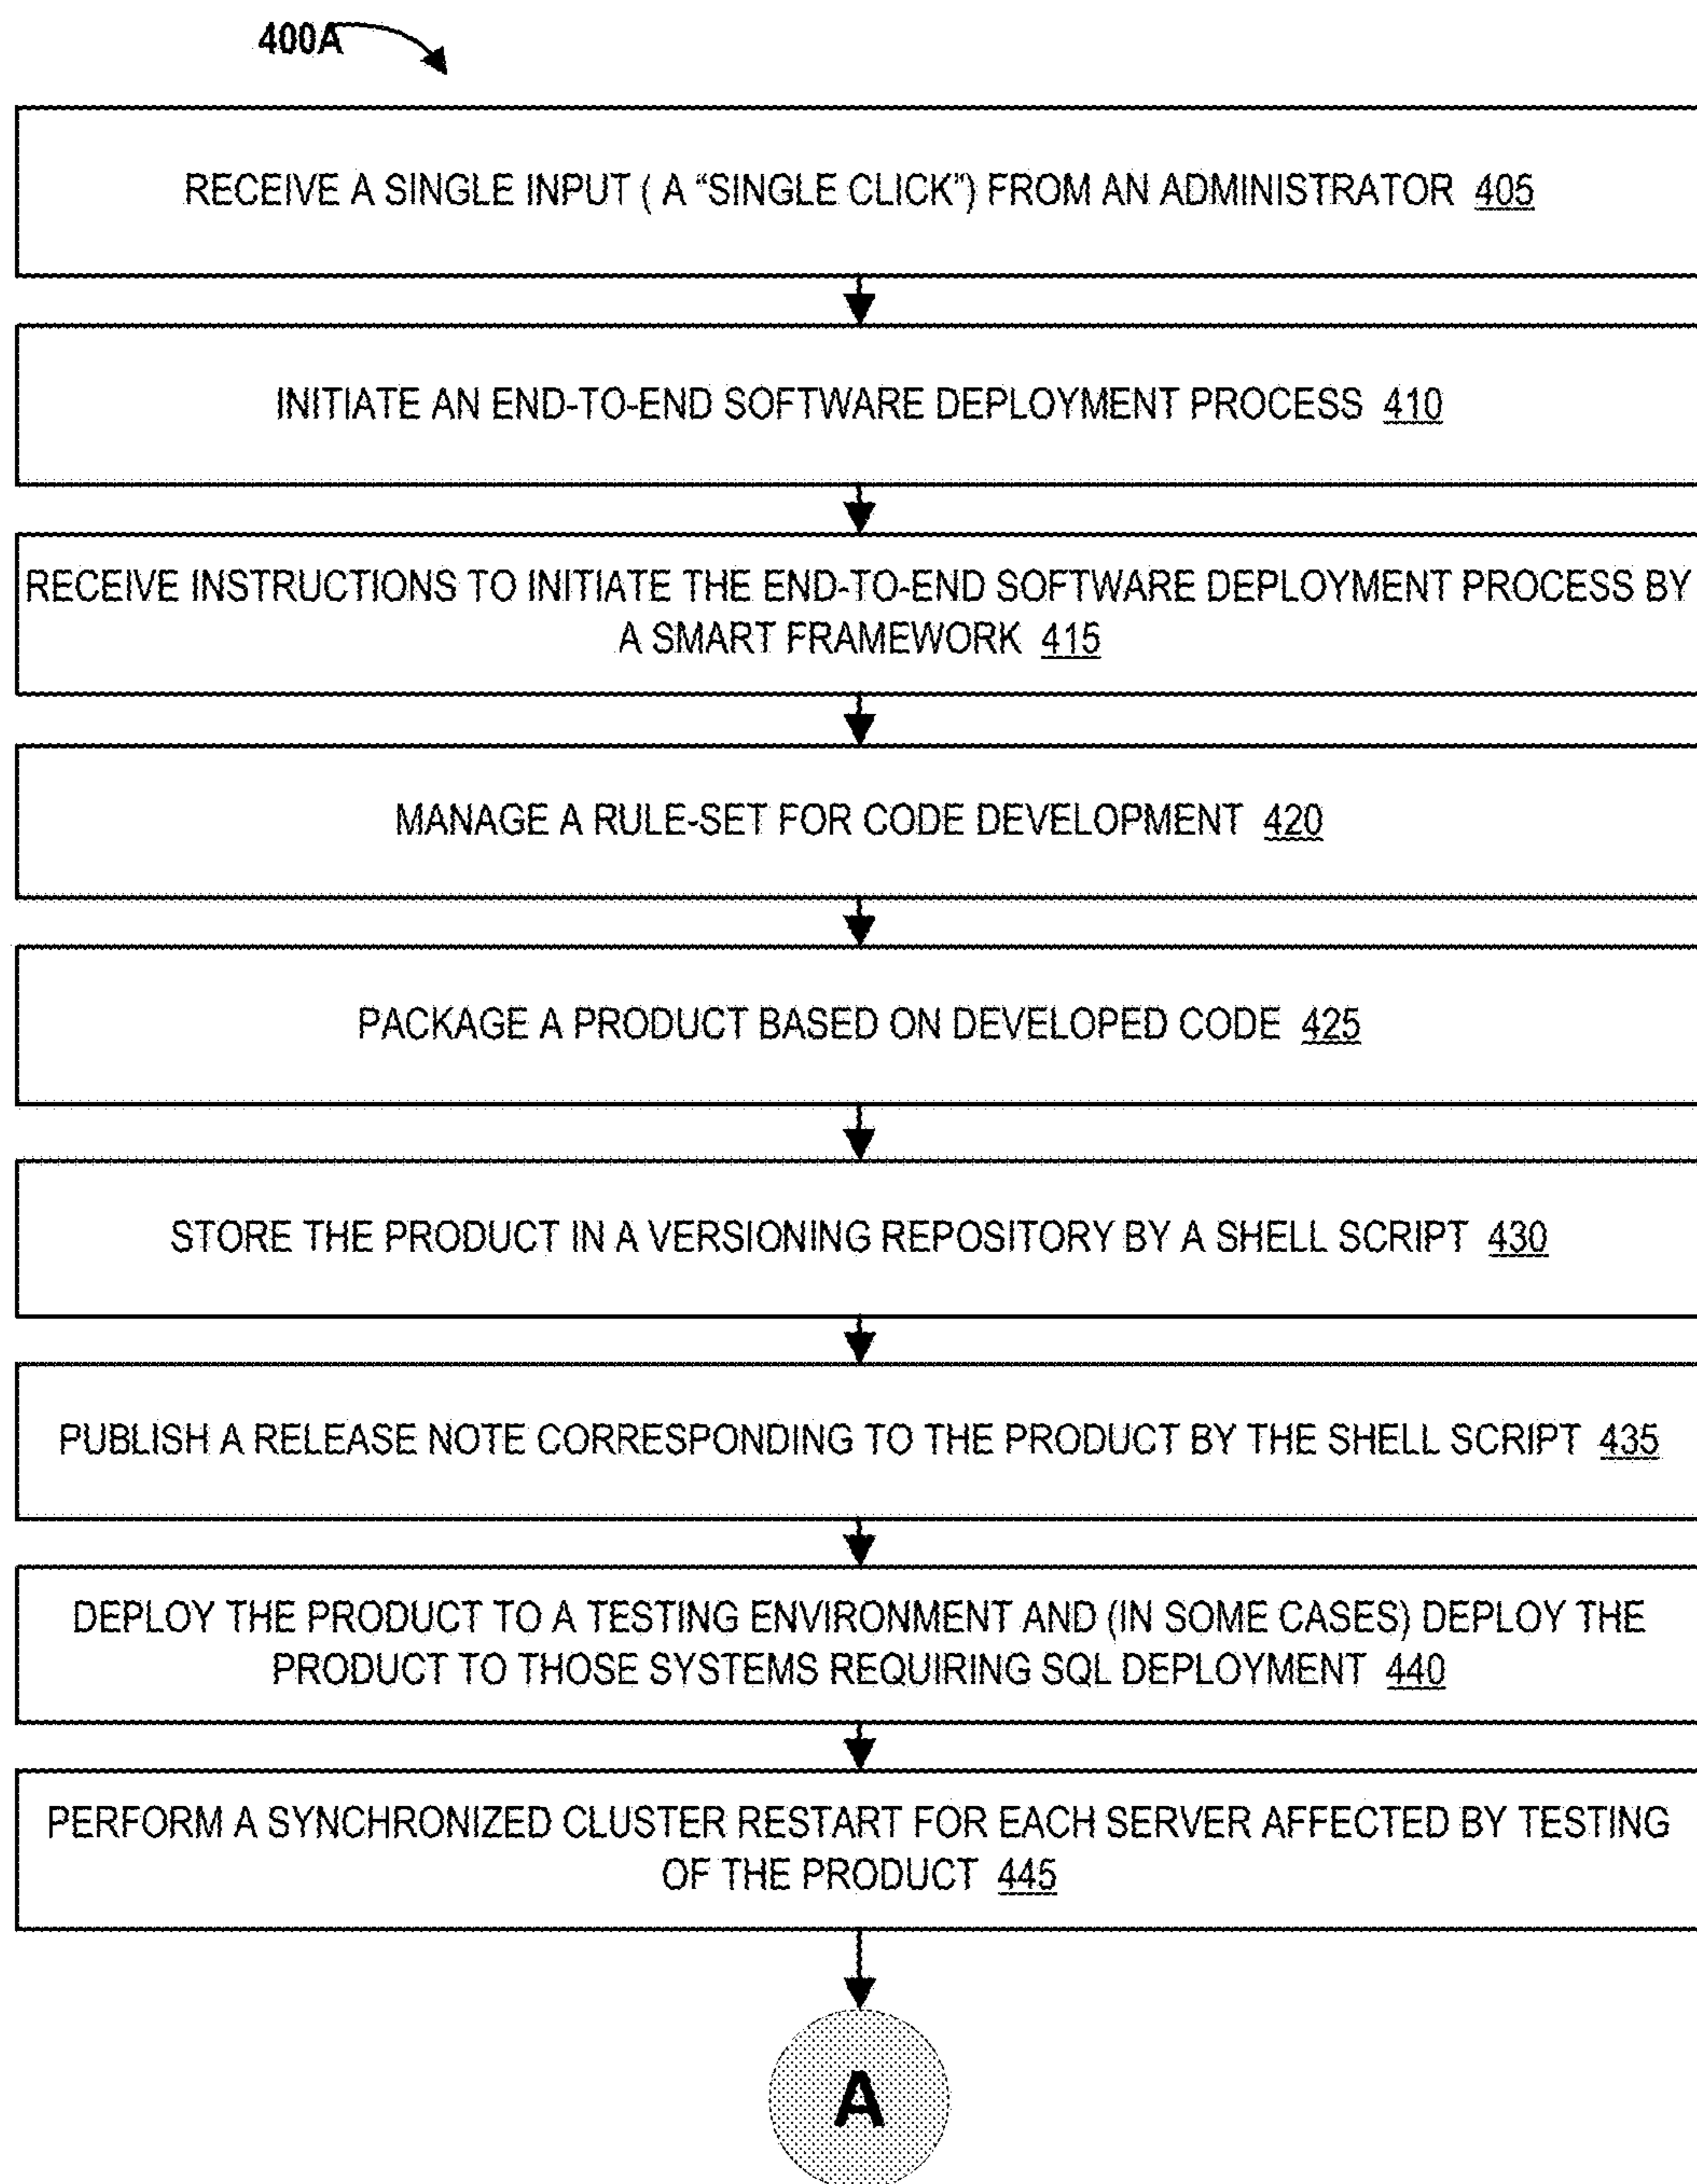 400A
RECEIVE A SINGLE INPUT ( A “SINGLE CLICK”) FROM AN ADMINISTRATOR 405
INITIATE AN END-TO-END SOFTWARE DEPLOYMENT PROCESS 410
RECEIVE INSTRUCTIONS TO INITIATE THE END-TO-END SOFTWARE DEPLOYMENT PROCESS BY
A SMART FRAMEWORK 415
MANAGE A RULE-SET FOR CODE DEVELOPMENT 420
PACKAGE A PRODUCT BASED ON DEVELOPED CODE 425
STORE THE PRODUCT IN A VERSIONING REPOSITORY BY A SHELL SCRIPT 430
PUBLISH A RELEASE NOTE CORRESPONDING TO THE PRODUCT BY THE SHELL SCRIPT 435
DEPLOY THE PRODUCT TO A TESTING ENVIRONMENT AND (IN SOME CASES) DEPLOY THE
PRODUCT TO THOSE SYSTEMS REQUIRING SQL DEPLOYMENT 440
PERFORM A SYNCHRONIZED CLUSTER RESTART FOR EACH SERVER AFFECTED BY TESTING
OF THE PRODUCT 445
A